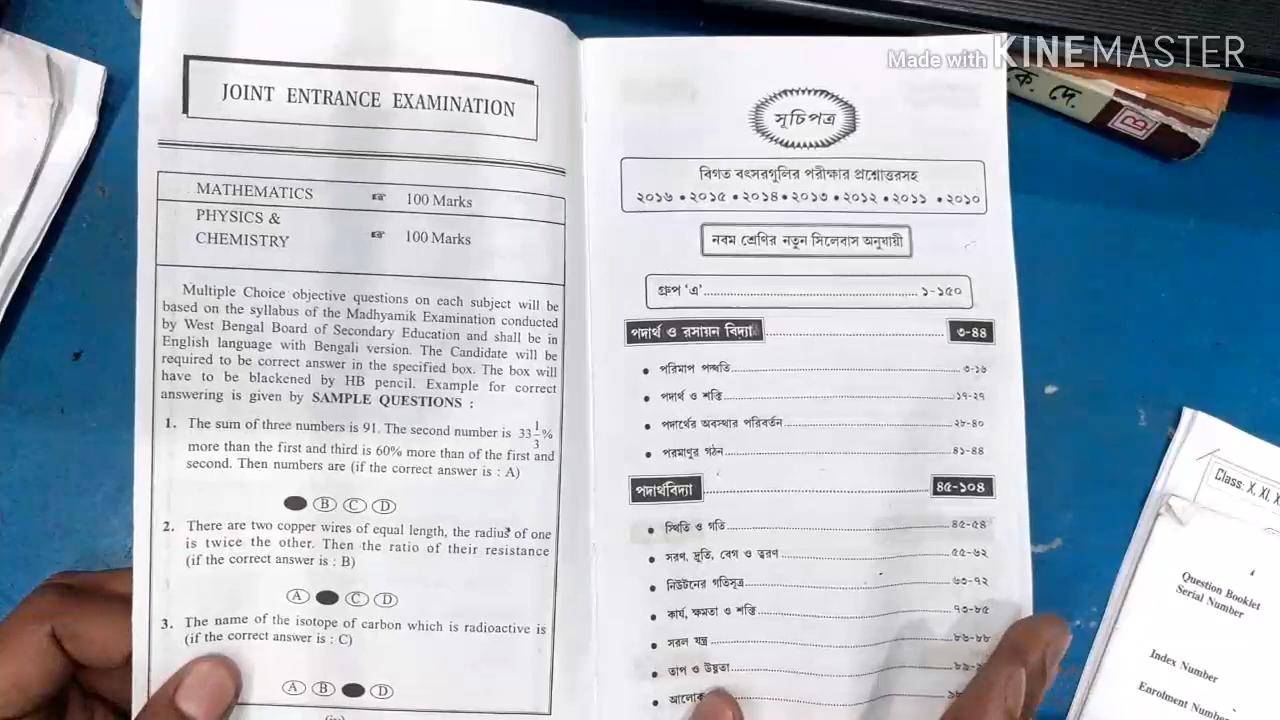 Made with KINEMASTER
কে. দে.
B
JOINT ENTRANCE EXAMINATION
MATHEMATICS ☞ 100 Marks
PHYSICS &
CHEMISTRY ☞ 100 Marks
Multiple Choice objective questions on each subject will be
based on the syllabus of the Madhyamik Examination conducted
by West Bengal Board of Secondary Education and shall be in
English language with Bengali version. The Candidate will be
required to be correct answer in the specified box. The box will
have to be blackened by HB pencil. Example for correct
answering is given by SAMPLE QUESTIONS :
1. The sum of three numbers is 91. The second number is 33 1/3 %
more than the first and third is 60% more than of the first and
second. Then numbers are (if the correct answer is : A)
● Ⓑ Ⓒ Ⓓ
2. There are two copper wires of equal length, the radius of one
is twice the other. Then the ratio of their resistance
(if the correct answer is : B)
Ⓐ ● Ⓒ Ⓓ
3. The name of the isotope of carbon which is radioactive is
(if the correct answer is : C)
Ⓐ Ⓑ ● Ⓓ
সূচিপত্র
বিগত বৎসরগুলির পরীক্ষার প্রশ্নোত্তরসহ
২০১৬ • ২০১৫ • ২০১৪ • ২০১৩ • ২০১২ • ২০১১ • ২০১০
নবম শ্রেণির নতুন সিলেবাস অনুযায়ী
গ্রুপ ‘এ’ ১-১৫০
পদার্থ ও রসায়ন বিদ্যা ৩-৪৪
• পরিমাপ পদ্ধতি ৩-১৬
• পদার্থ ও শক্তি ১৭-২৭
• পদার্থের অবস্থার পরিবর্তন ২৮-৪০
• পরমাণুর গঠন ৪১-৪৪
পদার্থবিদ্যা ৪৫-১০৪
• স্থিতি ও গতি ৪৫-৫৪
• সরণ, দ্রুতি, বেগ ও ত্বরণ ৫৫-৬২
• নিউটনের গতিসূত্র ৬৩-৭২
• কার্য, ক্ষমতা ও শক্তি ৭৩-৮৫
• সরল যন্ত্র ৮৬-৮৮
• তাপ ও উষ্ণতা ৮৯-
• আলোক
Class: X, XI, X
Question Booklet
Serial Number
Index Number
Enrolment Number